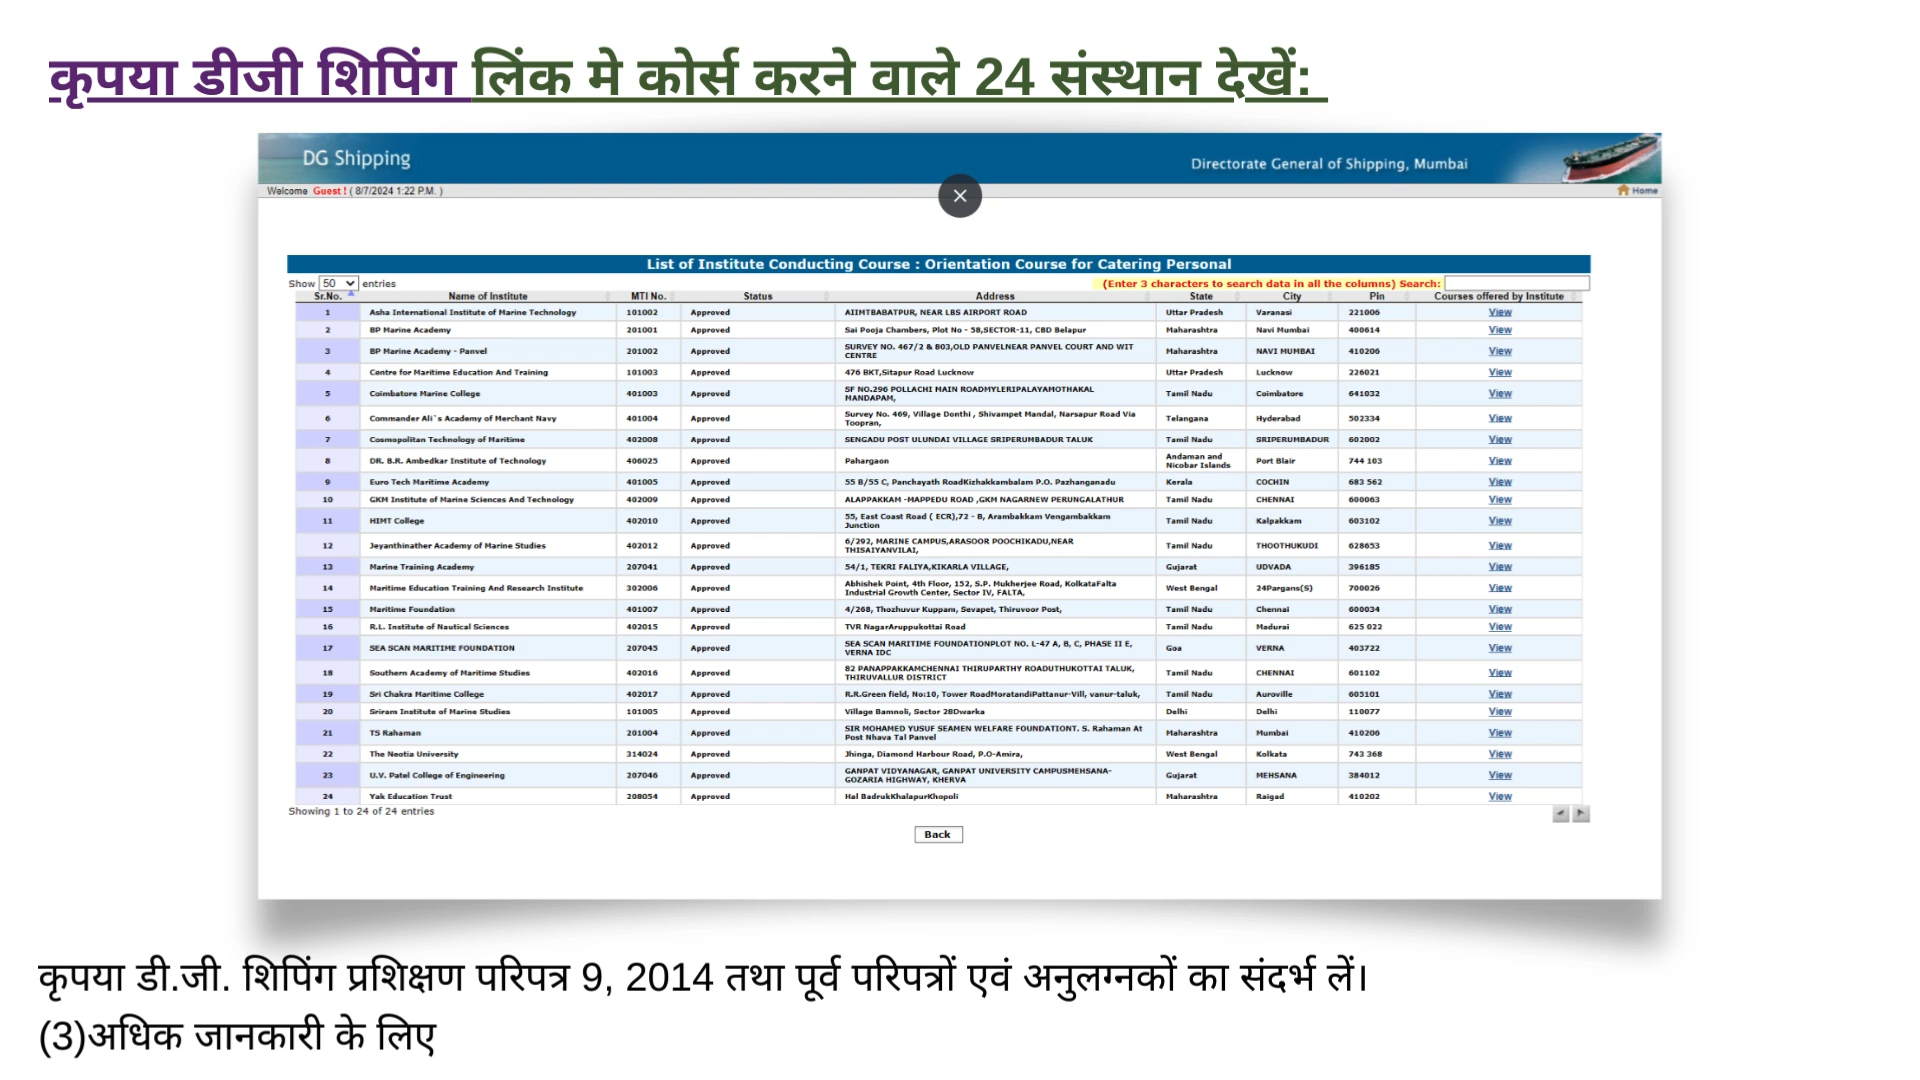 कृपया डीजी शिपिंग लिंक मे कोर्स करने वाले 24 संस्थान देखें:
DG Shipping
Directorate General of Shipping, Mumbai
Welcome Guest ! ( 8/7/2024 1:22 P.M. )
Home
List of Institute Conducting Course : Orientation Course for Catering Personal
Show 50 entries (Enter 3 characters to search data in all the columns) Search:
Sr.No. Name of Institute MTI No. Status Address State City Pin Courses offered by Institute
1 Asha International Institute of Marine Technology 101002 Approved AIIMTBABATPUR, NEAR LBS AIRPORT ROAD Uttar Pradesh Varanasi 221006 View
2 BP Marine Academy 201001 Approved Sai Pooja Chambers, Plot No - 58,SECTOR-11, CBD Belapur Maharashtra Navi Mumbai 400614 View
3 BP Marine Academy - Panvel 201002 Approved SURVEY NO. 467/2 & 803,OLD PANVELNEAR PANVEL COURT AND WIT CENTRE Maharashtra NAVI MUMBAI 410206 View
4 Centre for Maritime Education And Training 101003 Approved 476 BKT,Sitapur Road Lucknow Uttar Pradesh Lucknow 226021 View
5 Coimbatore Marine College 401003 Approved SF NO.296 POLLACHI MAIN ROADMYLERIPALAYAMOTHAKAL MANDAPAM, Tamil Nadu Coimbatore 641032 View
6 Commander Ali`s Academy of Merchant Navy 401004 Approved Survey No. 469, Village Donthi , Shivampet Mandal, Narsapur Road Via Toopran, Telangana Hyderabad 502334 View
7 Cosmopolitan Technology of Maritime 402008 Approved SENGADU POST ULUNDAI VILLAGE SRIPERUMBADUR TALUK Tamil Nadu SRIPERUMBADUR 602002 View
8 DR. B.R. Ambedkar Institute of Technology 406025 Approved Pahargaon Andaman and Nicobar Islands Port Blair 744 103 View
9 Euro Tech Maritime Academy 401005 Approved 55 B/55 C, Panchayath RoadKizhakkambalam P.O. Pazhanganadu Kerala COCHIN 683 562 View
10 GKM Institute of Marine Sciences And Technology 402009 Approved ALAPPAKKAM -MAPPEDU ROAD ,GKM NAGARNEW PERUNGALATHUR Tamil Nadu CHENNAI 600063 View
11 HIMT College 402010 Approved 55, East Coast Road ( ECR),72 - B, Arambakkam Vengambakkam Junction Tamil Nadu Kalpakkam 603102 View
12 Jeyanthinather Academy of Marine Studies 402012 Approved 6/292, MARINE CAMPUS,ARASOOR POOCHIKADU,NEAR THISAIYANVILAI, Tamil Nadu THOOTHUKUDI 628653 View
13 Marine Training Academy 207041 Approved 54/1, TEKRI FALIYA,KIKARLA VILLAGE, Gujarat UDVADA 396185 View
14 Maritime Education Training And Research Institute 302006 Approved Abhishek Point, 4th Floor, 152, S.P. Mukherjee Road, KolkataFalta Industrial Growth Center, Sector IV, FALTA, West Bengal 24Pargans(S) 700026 View
15 Maritime Foundation 401007 Approved 4/268, Thozhuvur Kuppam, Sevapet, Thiruvoor Post, Tamil Nadu Chennai 600034 View
16 R.L. Institute of Nautical Sciences 402015 Approved TVR NagarAruppukottai Road Tamil Nadu Madurai 625 022 View
17 SEA SCAN MARITIME FOUNDATION 207045 Approved SEA SCAN MARITIME FOUNDATIONPLOT NO. L-47 A, B, C, PHASE II E, VERNA IDC Goa VERNA 403722 View
18 Southern Academy of Maritime Studies 402016 Approved 82 PANAPPAKKAMCHENNAI THIRUPARTHY ROADUTHUKOTTAI TALUK, THIRUVALLUR DISTRICT Tamil Nadu CHENNAI 601102 View
19 Sri Chakra Maritime College 402017 Approved R.R.Green field, No:10, Tower RoadMoratandiPattanur-Vill, vanur-taluk, Tamil Nadu Auroville 605101 View
20 Sriram Institute of Marine Studies 101005 Approved Village Bamnoli, Sector 28Dwarka Delhi Delhi 110077 View
21 TS Rahaman 201004 Approved SIR MOHAMED YUSUF SEAMEN WELFARE FOUNDATIONT. S. Rahaman At Post Nhava Tal Panvel Maharashtra Mumbai 410206 View
22 The Neotia University 314024 Approved Jhinga, Diamond Harbour Road, P.O-Amira, West Bengal Kolkata 743 368 View
23 U.V. Patel College of Engineering 207046 Approved GANPAT VIDYANAGAR, GANPAT UNIVERSITY CAMPUSMEHSANA-GOZARIA HIGHWAY, KHERVA Gujarat MEHSANA 384012 View
24 Yak Education Trust 208054 Approved Hal BadrukKhalapurKhopoli Maharashtra Raigad 410202 View
Showing 1 to 24 of 24 entries
Back
कृपया डी.जी. शिपिंग प्रशिक्षण परिपत्र 9, 2014 तथा पूर्व परिपत्रों एवं अनुलग्नकों का संदर्भ लें।
(3)अधिक जानकारी के लिए